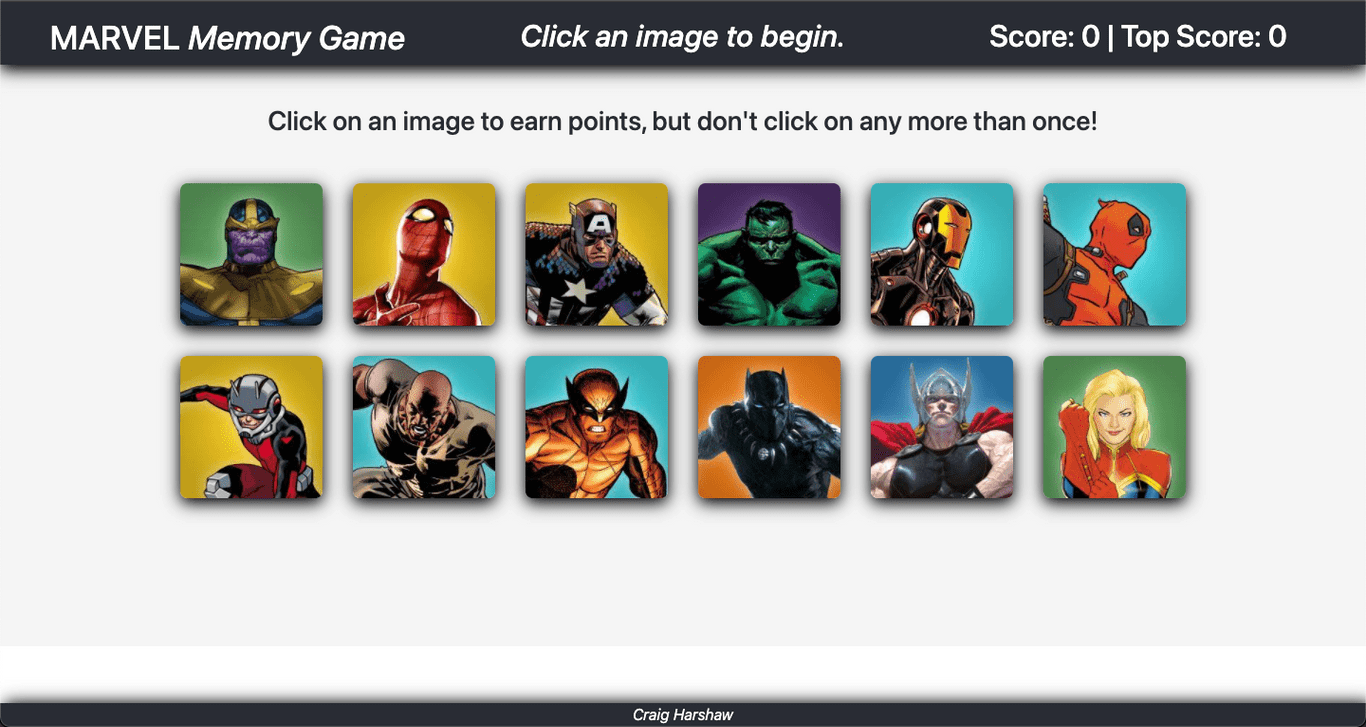 MARVEL Memory Game
Click an image to begin.
Score: 0 | Top Score: 0
Click on an image to earn points, but don't click on any more than once!
A
Craig Harshaw